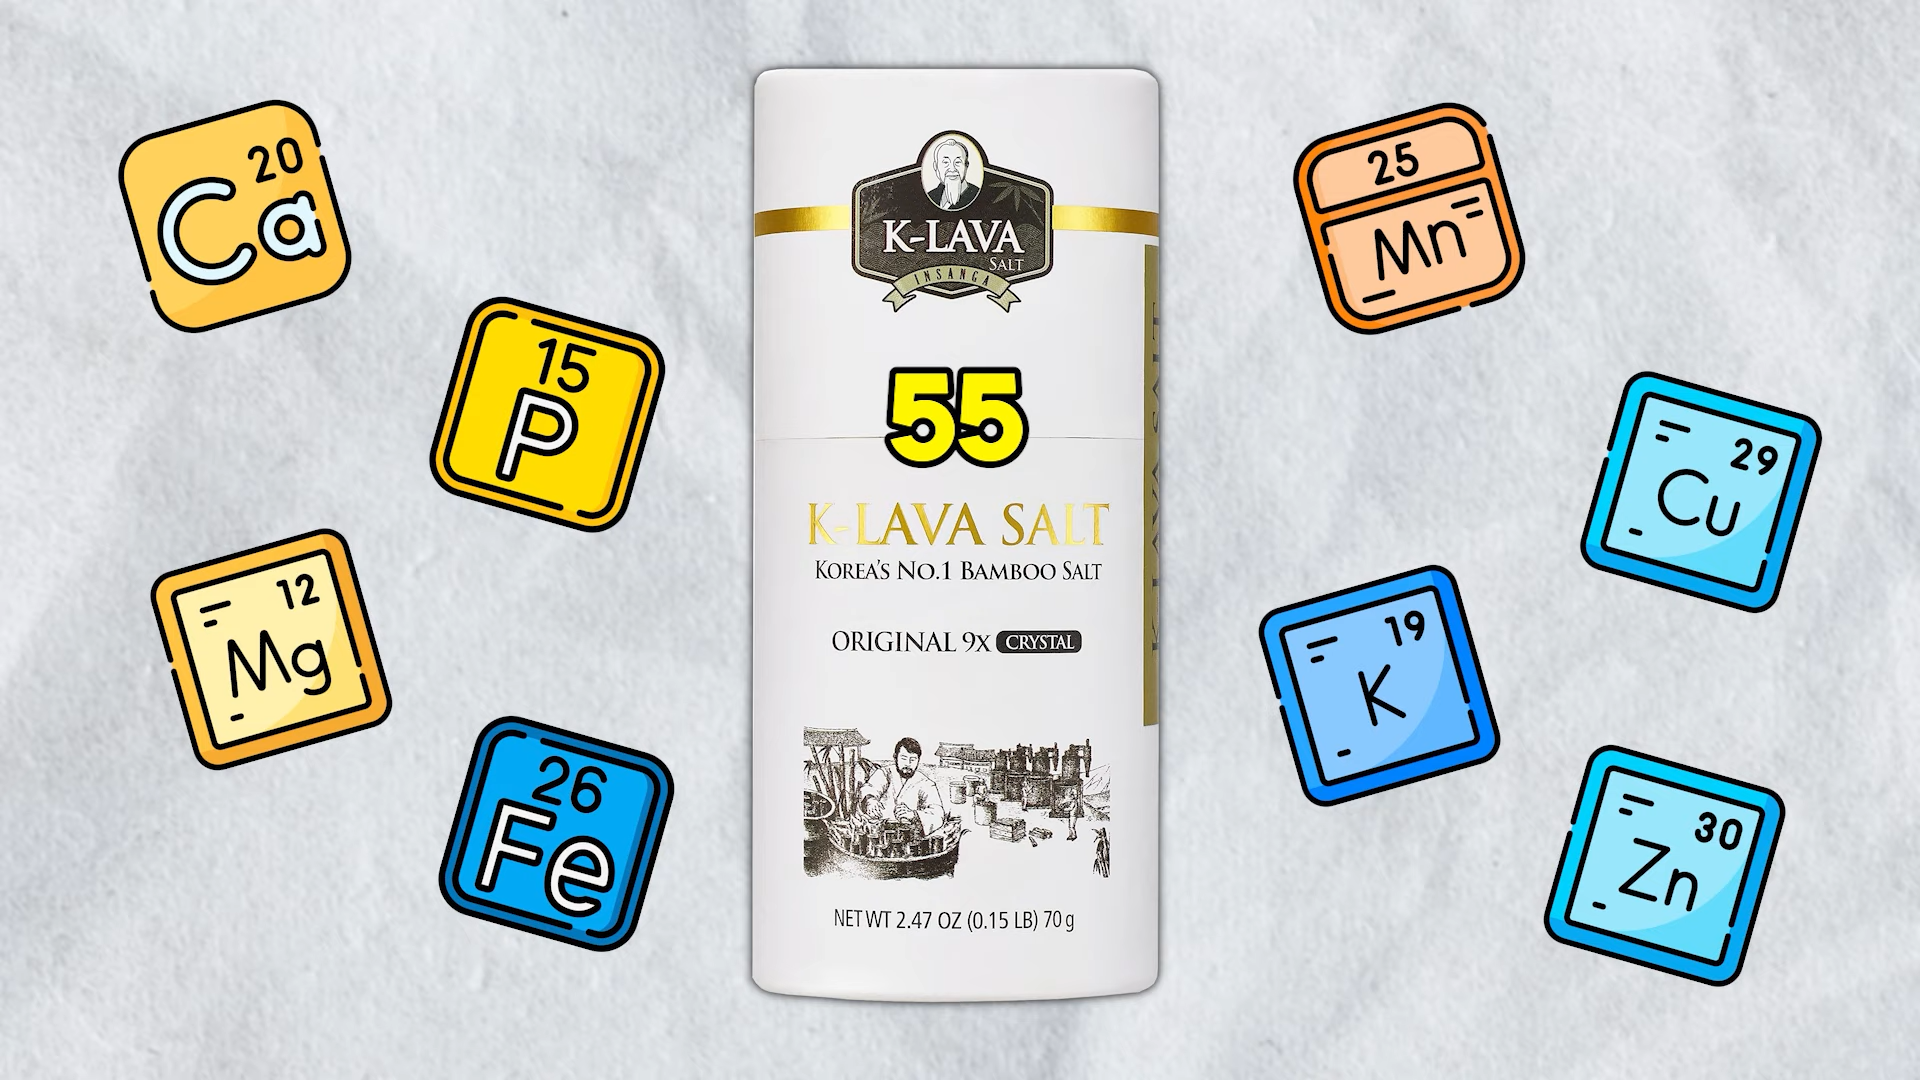 20
Ca
15
P
12
Mg
26
Fe
K-LAVA
SALT
INSANGA
55
K-LAVA SALT
KOREA'S NO.1 BAMBOO SALT
ORIGINAL 9X CRYSTAL
NET WT 2.47 OZ (0.15 LB) 70 g
K-LAVA SALT
25
Mn
29
Cu
19
K
30
Zn